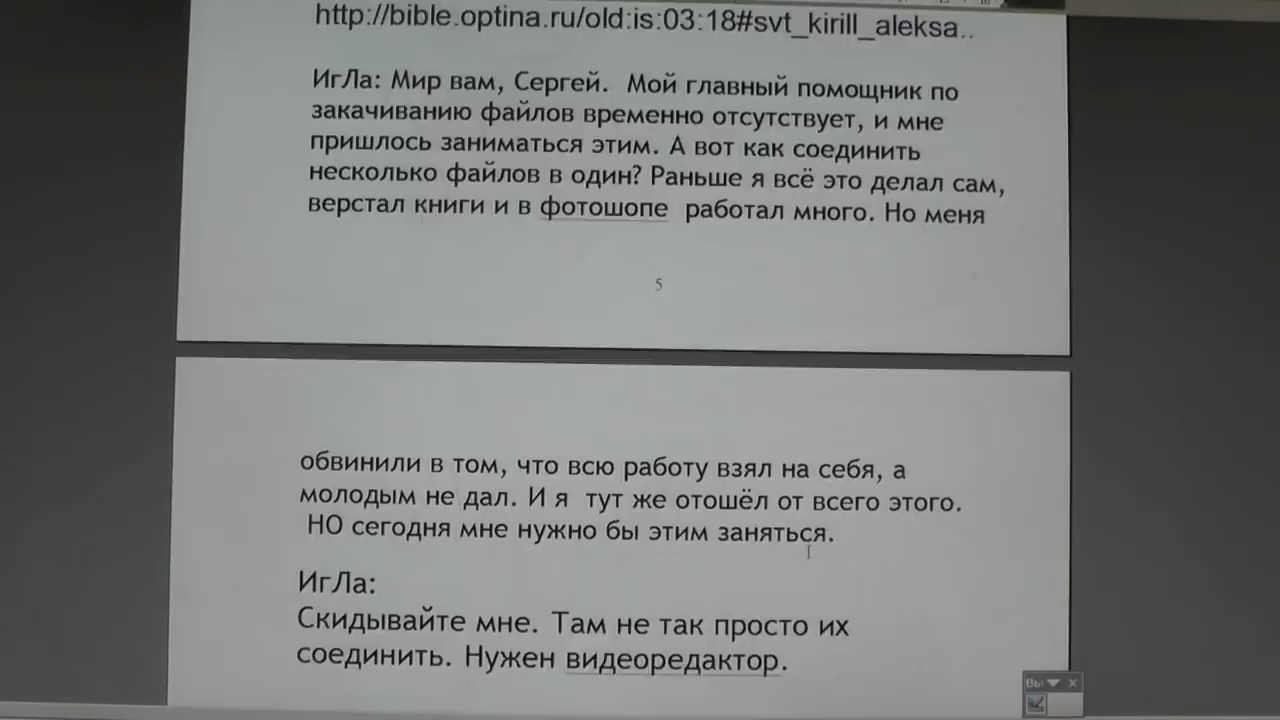 http://bible.optina.ru/old:is:03:18#svt_kirill_aleksa..
ИгЛа: Мир вам, Сергей. Мой главный помощник по
закачиванию файлов временно отсутствует, и мне
пришлось заниматься этим. А вот как соединить
несколько файлов в один? Раньше я всё это делал сам,
верстал книги и в фотошопе работал много. Но меня
5
обвинили в том, что всю работу взял на себя, а
молодым не дал. И я тут же отошёл от всего этого.
НО сегодня мне нужно бы этим заняться.
ИгЛа:
Скидывайте мне. Там не так просто их
соединить. Нужен видеоредактор.
Вы